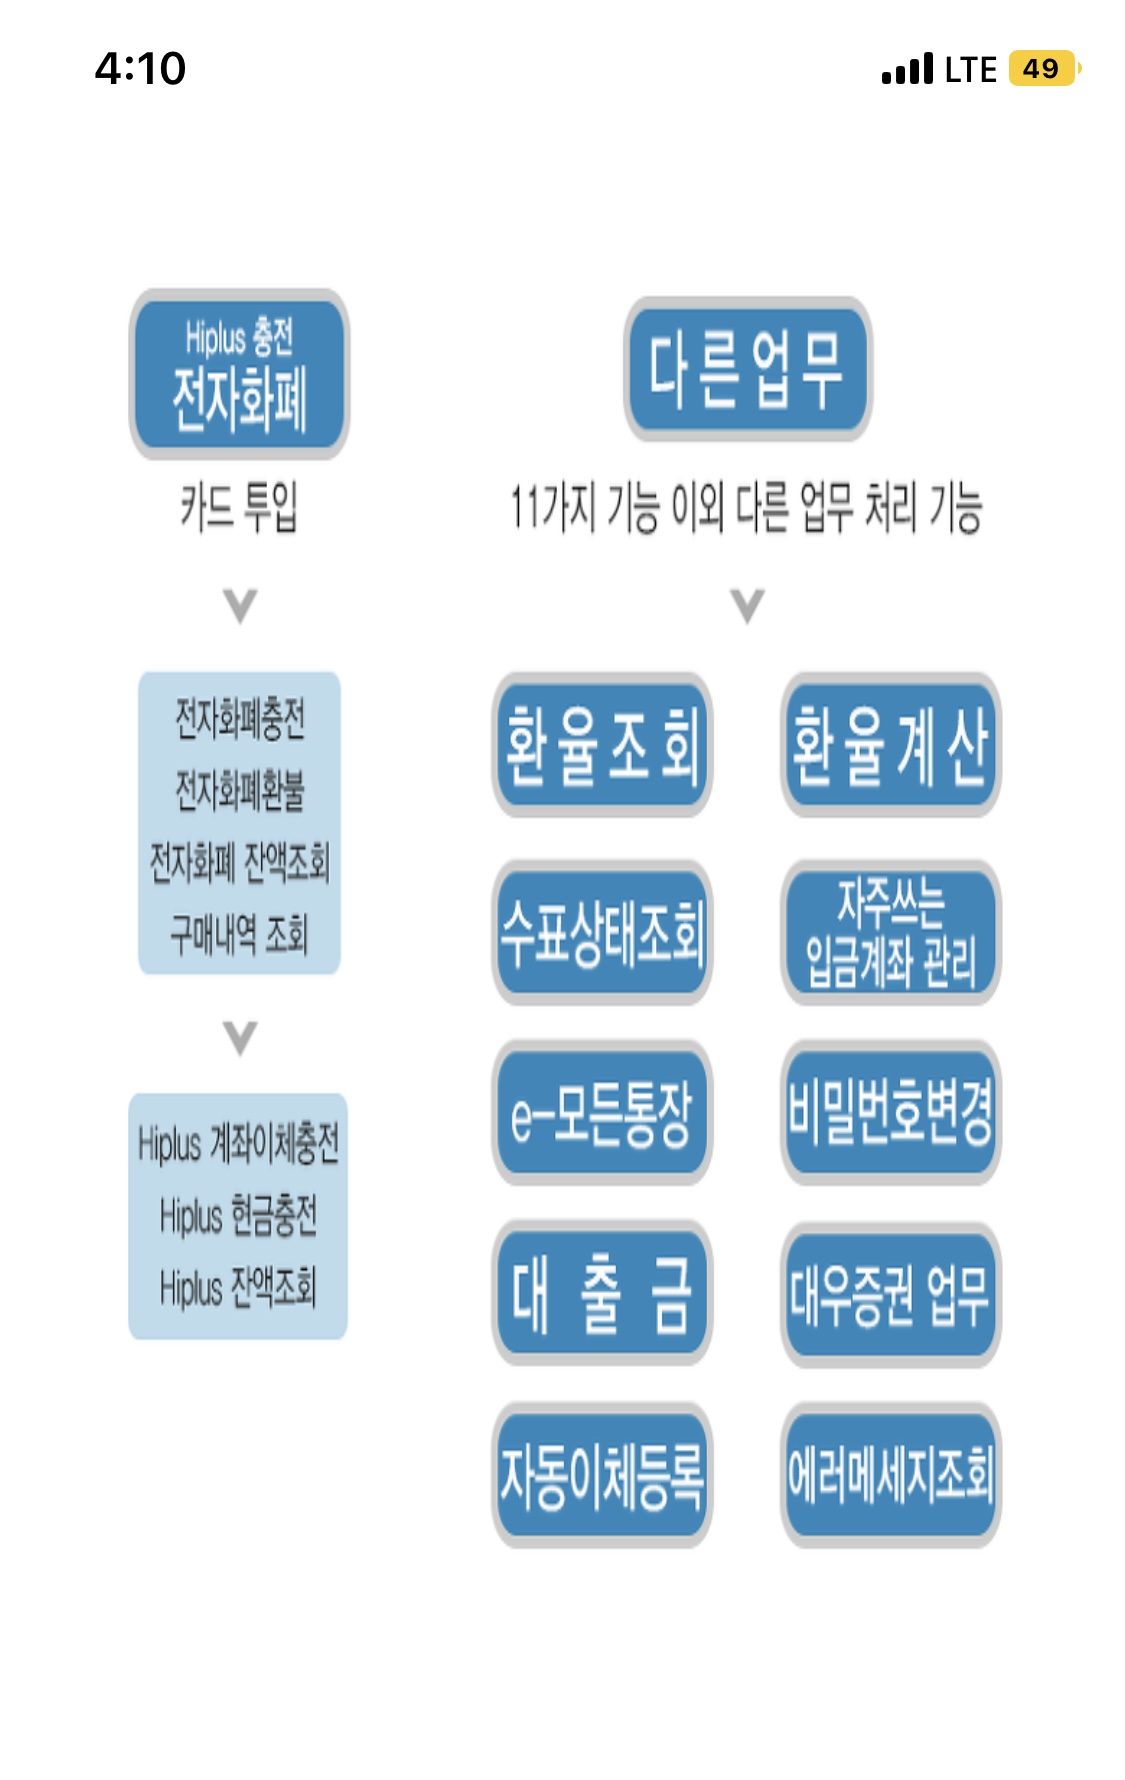 4:10
LTE 49
Hiplus 충전
전자화폐
카드 투입
전자화폐충전
전자화폐환불
전자화폐 잔액조회
구매내역 조회
Hiplus 계좌이체충전
Hiplus 현금충전
Hiplus 잔액조회
다른업무
11가지 기능 이외 다른 업무 처리 기능
환율조회
환율계산
수표상태조회
자주쓰는
입금계좌 관리
e-모든통장
비밀번호변경
대출금
대우증권 업무
자동이체등록
에러메세지조회